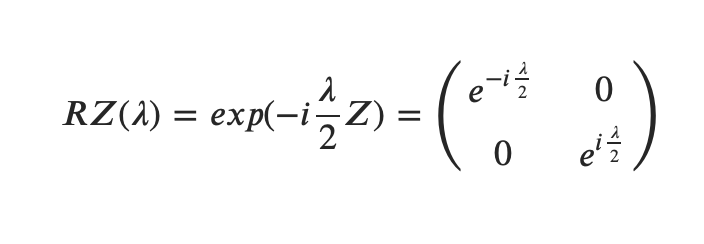 RZ(λ) = exp(−i λ/2 Z) = ( e^{−i λ/2} 0
0 e^{i λ/2} )